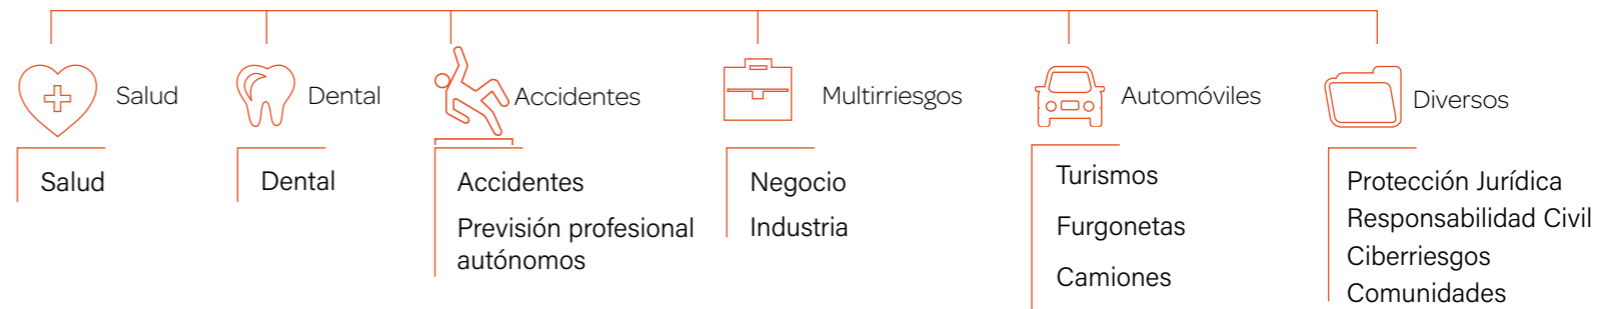 Salud
Dental
Accidentes
Multirriesgos
Automóviles
Diversos
Salud
Dental
Accidentes
Previsión profesional
autónomos
Negocio
Industria
Turismos
Furgonetas
Camiones
Protección Jurídica
Responsabilidad Civil
Ciberriesgos
Comunidades